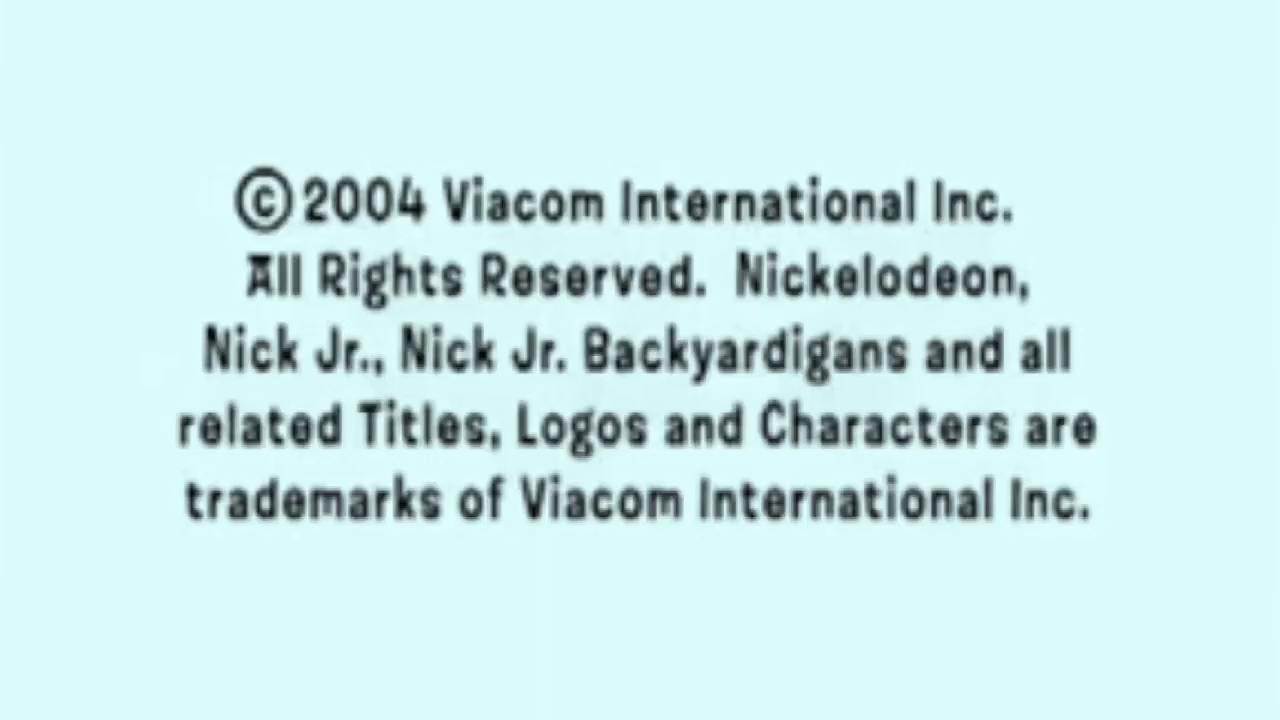 ©2004 Viacom International Inc.
All Rights Reserved. Nickelodeon,
Nick Jr., Nick Jr. Backyardigans and all
related Titles, Logos and Characters are
trademarks of Viacom International Inc.